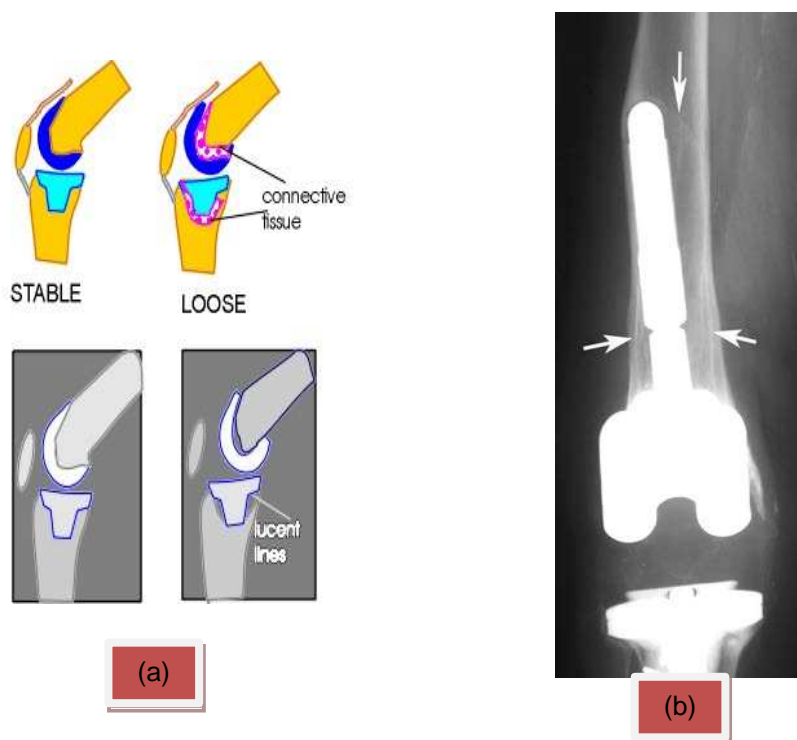 connective
tissue
STABLE
LOOSE
lucent
lines
(a)
(b)